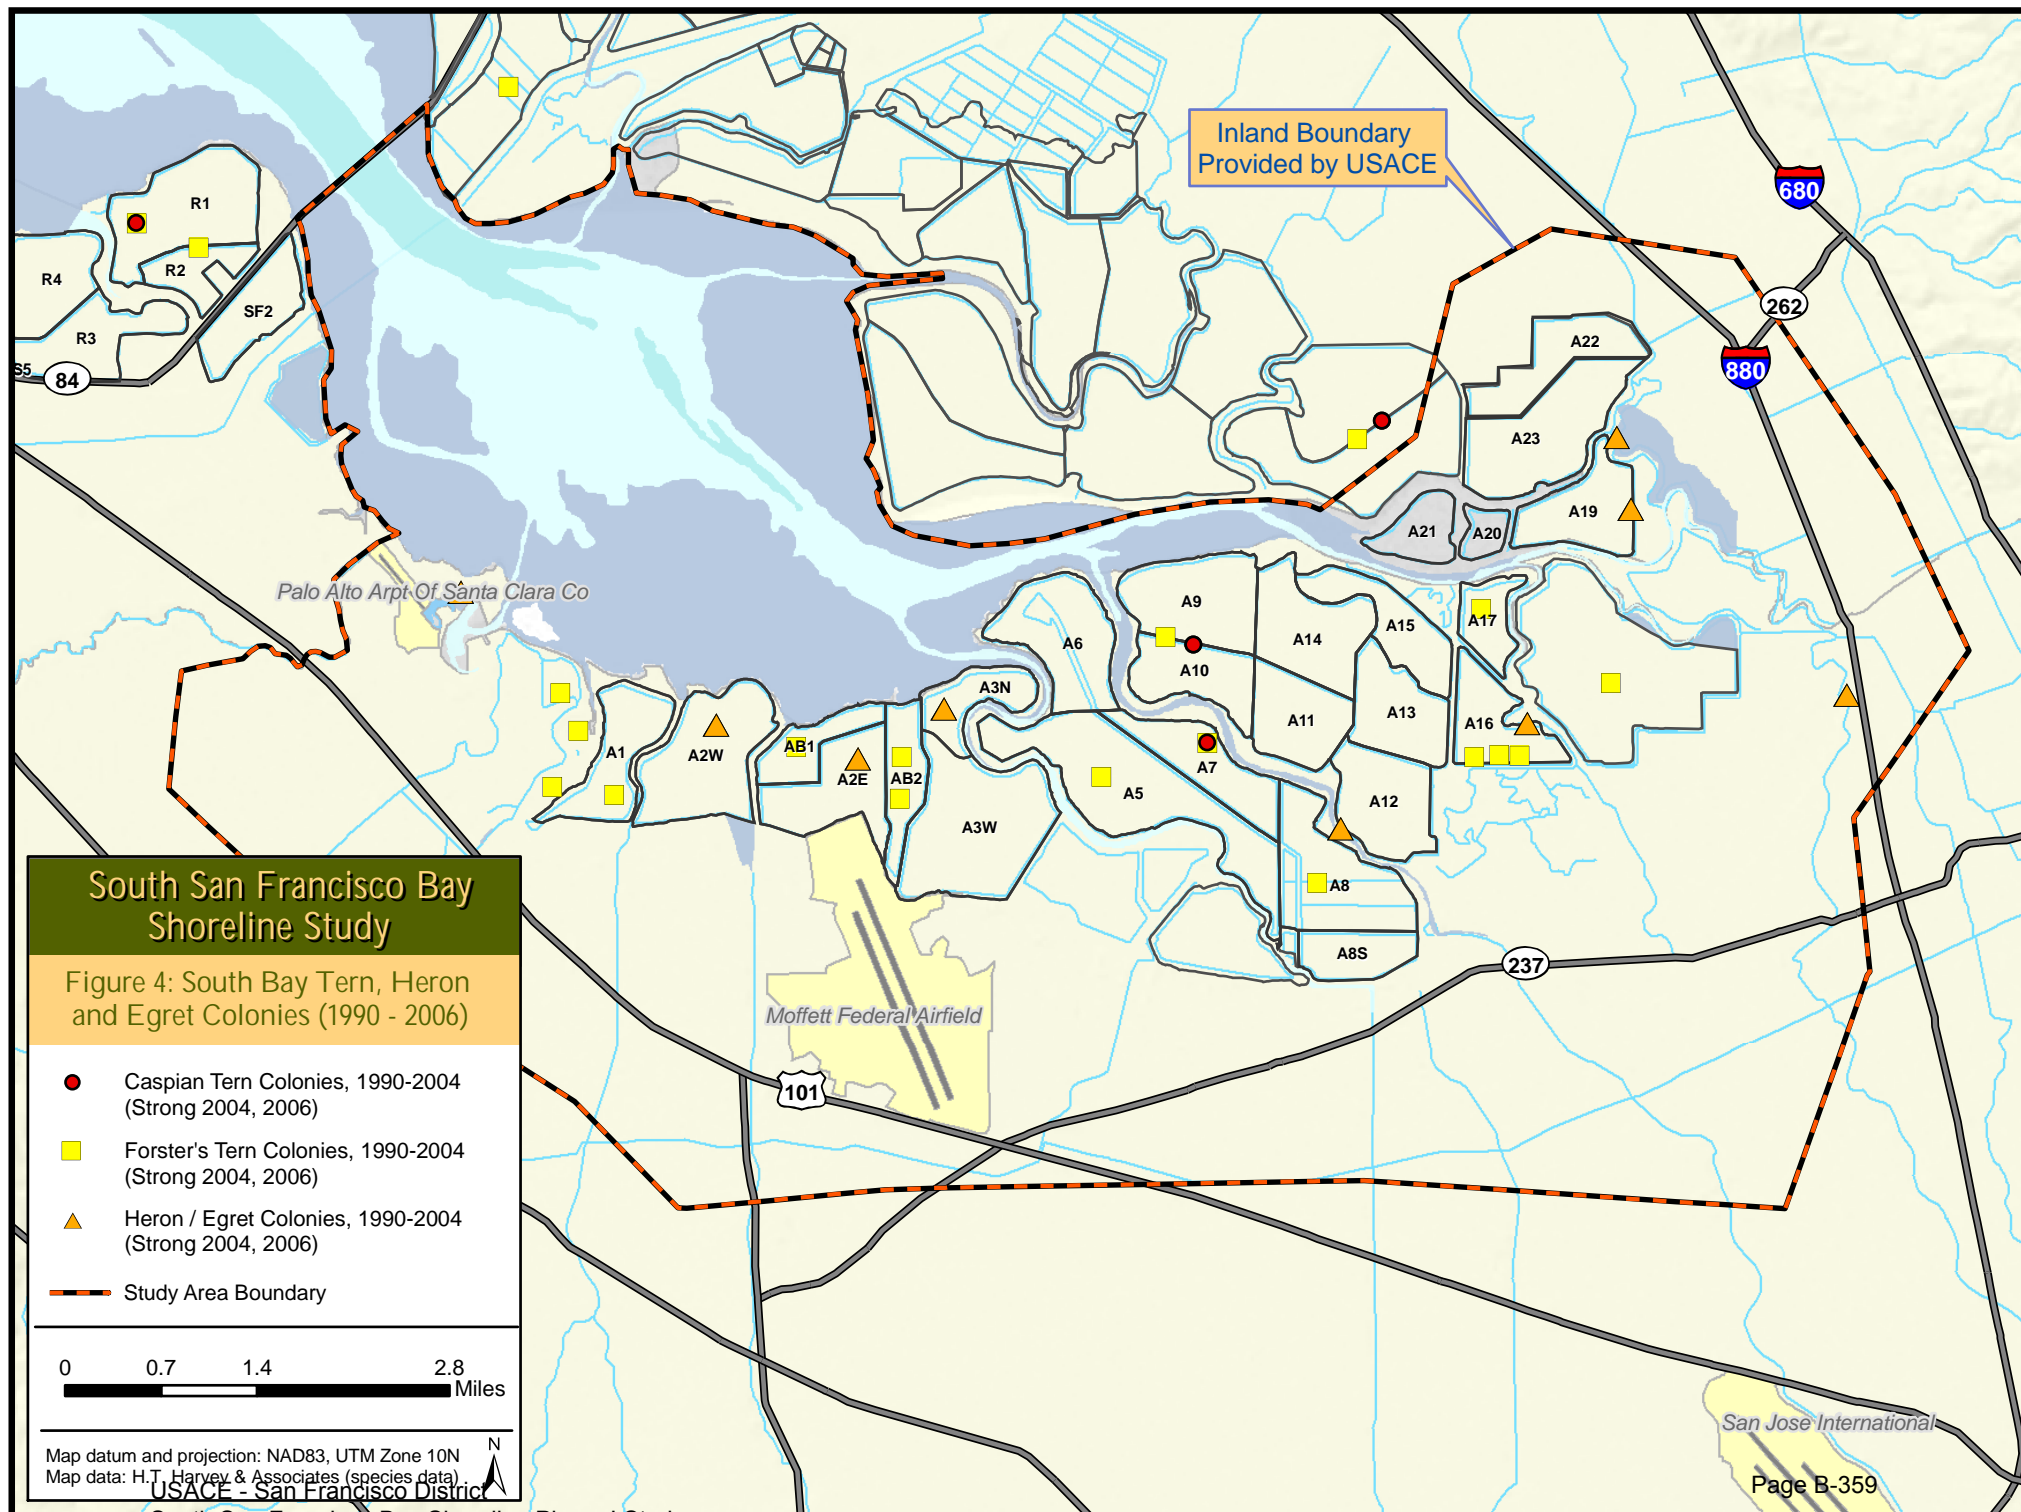 Inland Boundary
Provided by USACE
680
262
880
84
R1
R2
R4
R3
SF2
S5
A22
A23
A19
A21
A20
A17
A9
A14
A15
A6
A10
A11
A13
A16
A3N
A1
A2W
AB1
A2E
AB2
A7
A5
A12
A3W
A8
A8S
Palo Alto Arpt Of Santa Clara Co
Moffett Federal Airfield
237
101
San Jose International
South San Francisco Bay
Shoreline Study
Figure 4: South Bay Tern, Heron
and Egret Colonies (1990 - 2006)
Caspian Tern Colonies, 1990-2004
(Strong 2004, 2006)
Forster's Tern Colonies, 1990-2004
(Strong 2004, 2006)
Heron / Egret Colonies, 1990-2004
(Strong 2004, 2006)
Study Area Boundary
0 0.7 1.4 2.8
Miles
N
Map datum and projection: NAD83, UTM Zone 10N
Map data: H.T. Harvey & Associates (species data)
USACE - San Francisco District
Page B-359